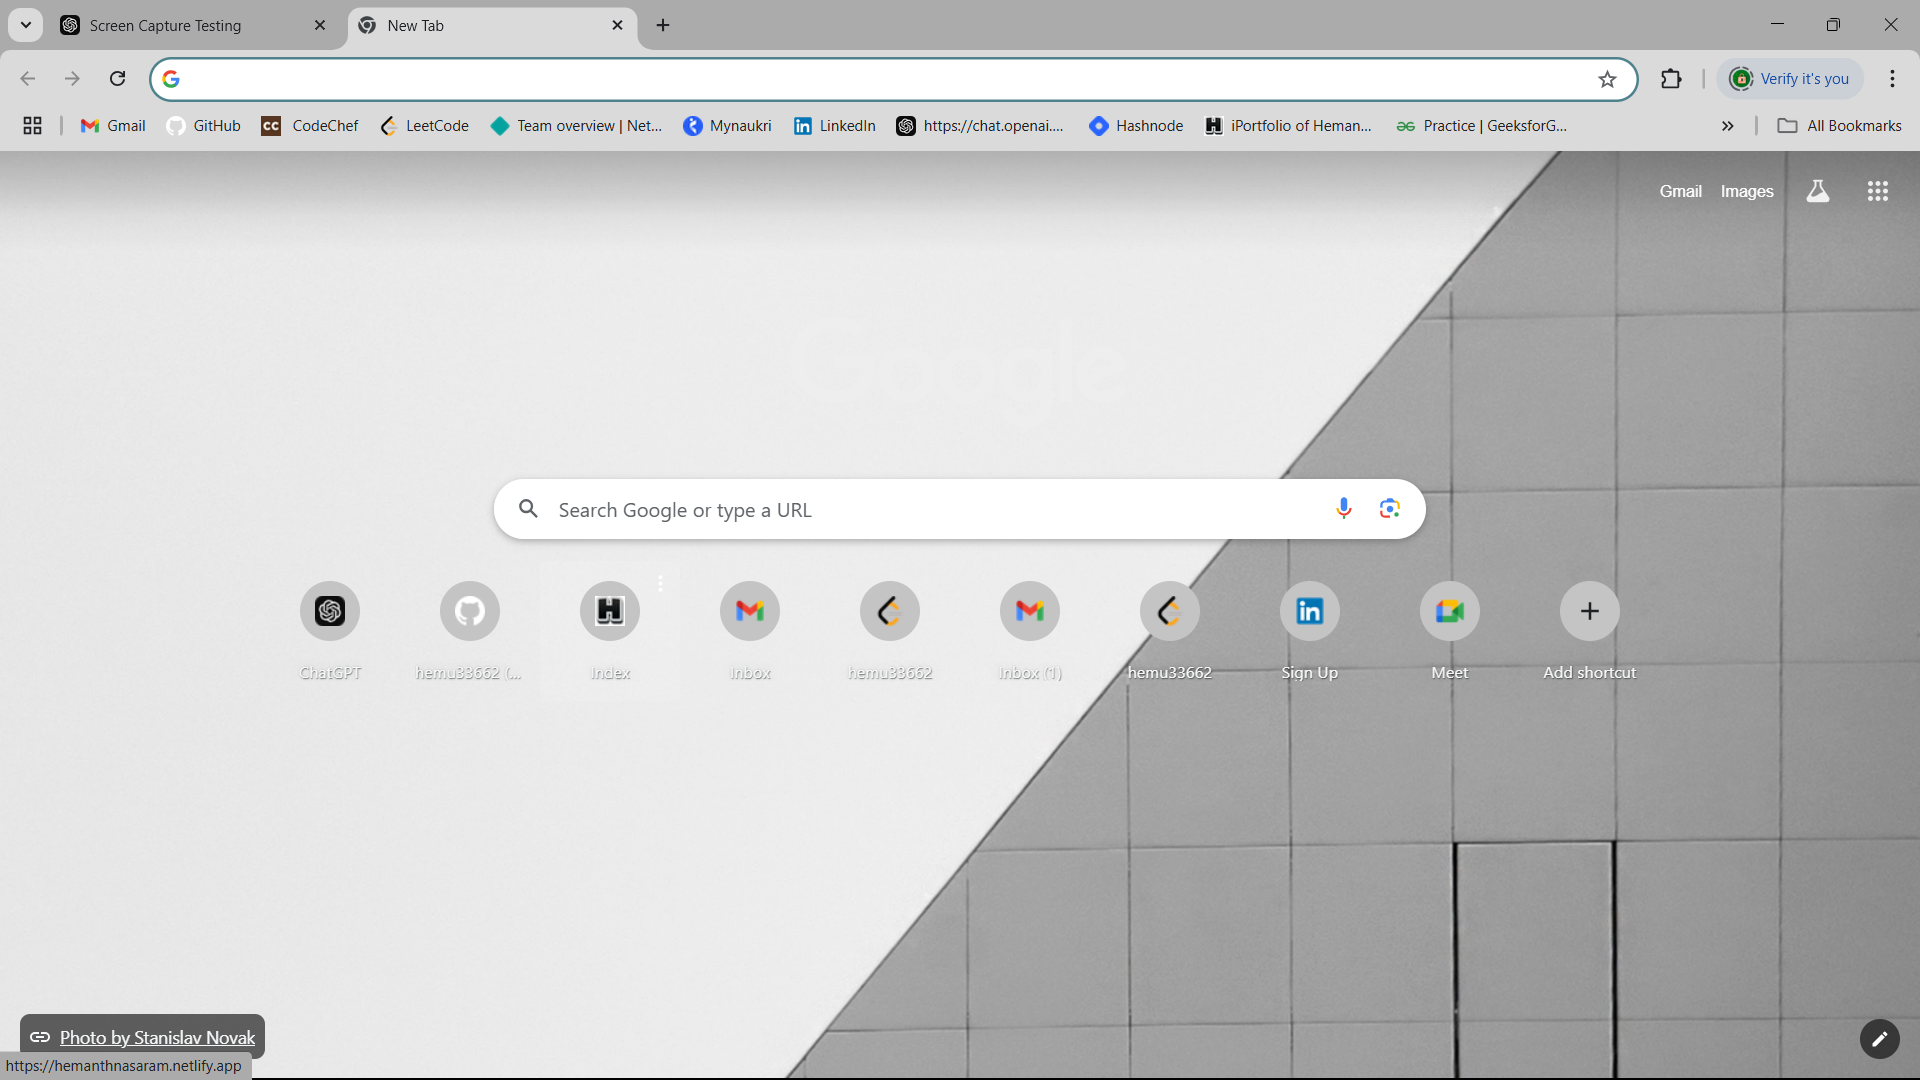 Screen Capture Testing
New Tab
Verify it's you
Gmail
GitHub
CC CodeChef
LeetCode
Team overview | Net...
Mynaukri
LinkedIn
https://chat.openai....
Hashnode
iPortfolio of Heman...
Practice | GeeksforG...
All Bookmarks
Gmail Images
Google
Search Google or type a URL
ChatGPT
hemu33662 (...
Index
Inbox
hemu33662
Inbox (1)
hemu33662
Sign Up
Meet
Add shortcut
Photo by Stanislav Novak
https://hemanthnasaram.netlify.app